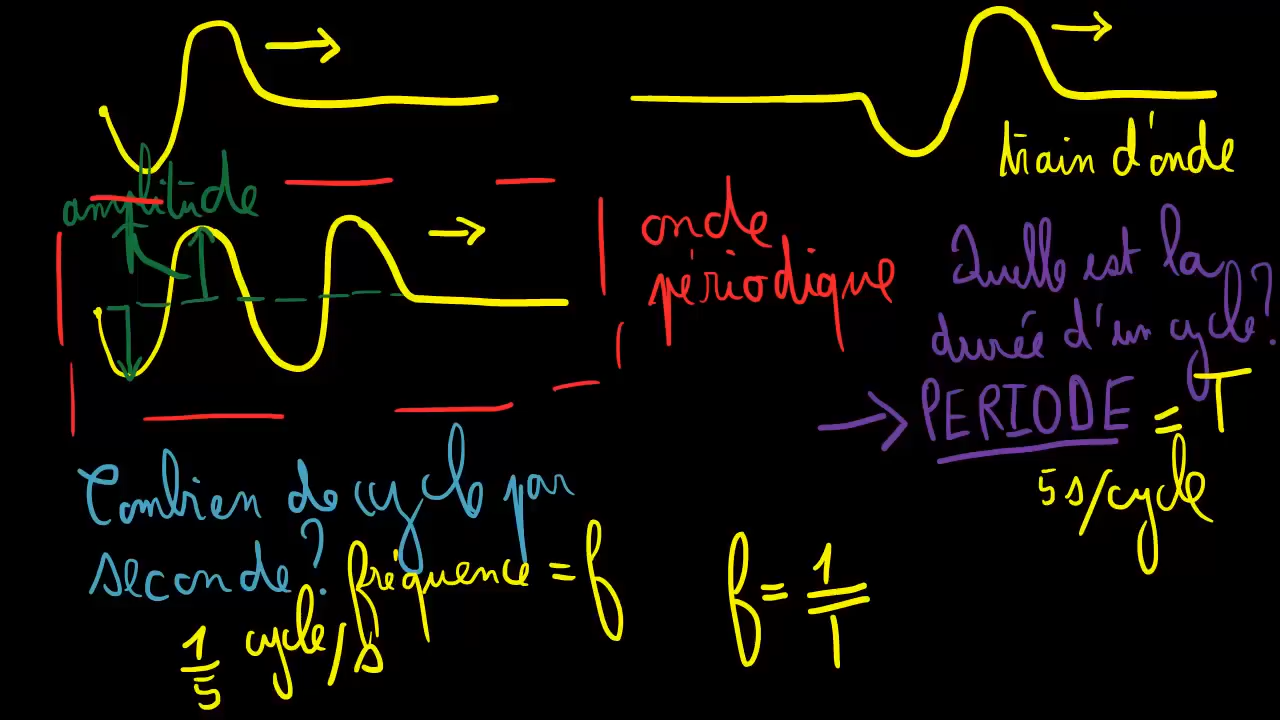 train d'onde
amplitude
onde
périodique
Quelle est la
durée d'un cycle?
→ PERIODE = T
5s/cycle
Combien de cycle par
seconde? fréquence = f
1/5 cycle/s
f = 1/T